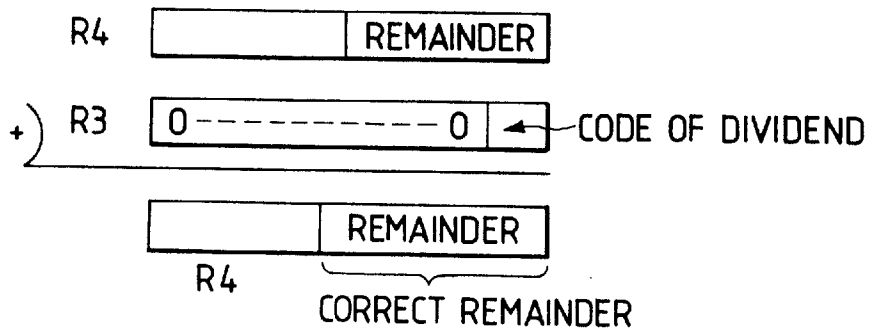 R4 REMAINDER
+ R3 0 ---------- 0 CODE OF DIVIDEND
REMAINDER
R4
CORRECT REMAINDER